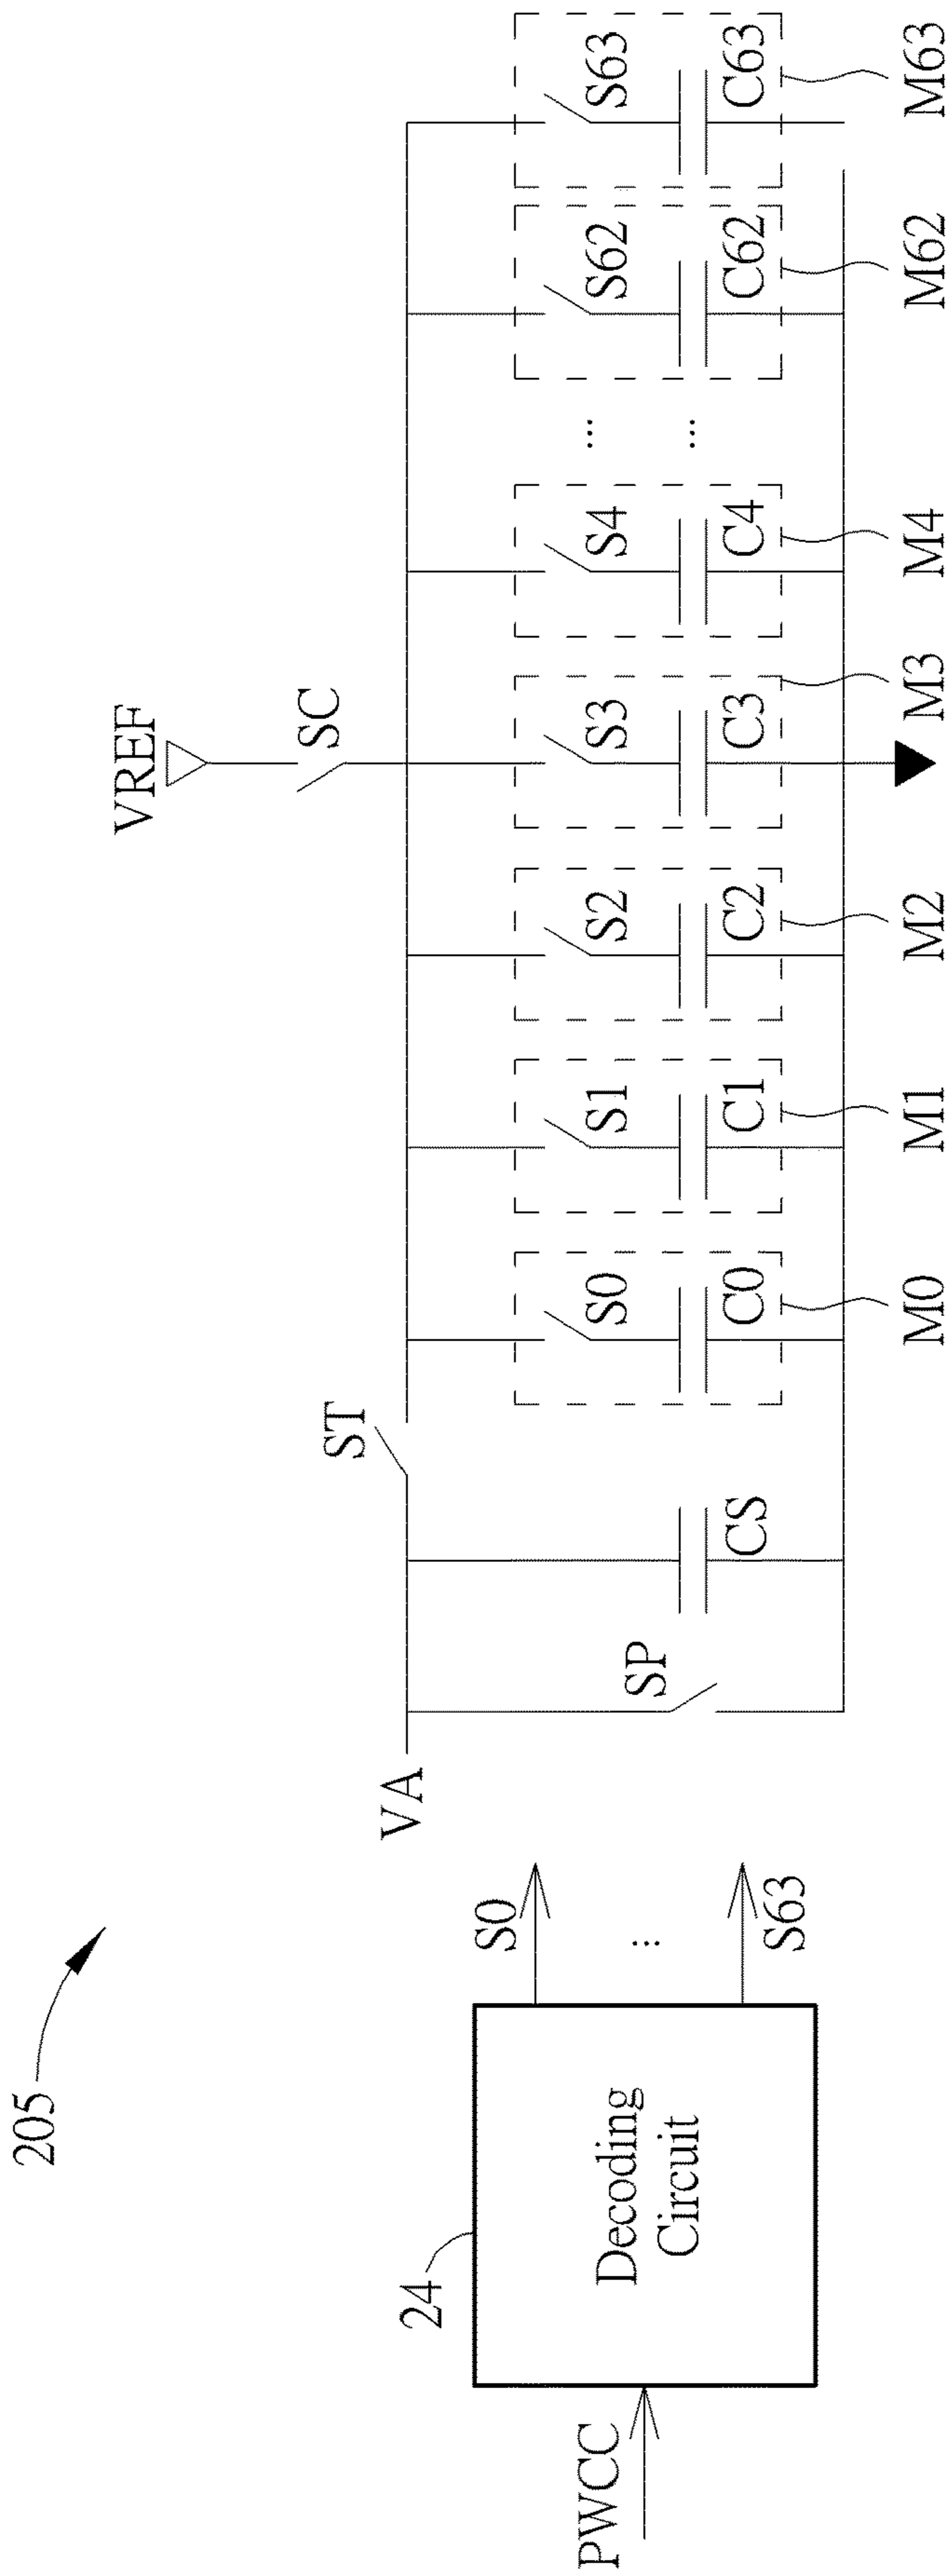 205
VREF
SC
ST
VA
SP
CS
S0
S1
S2
S3
S4
...
S62
S63
C0
C1
C2
C3
C4
...
C62
C63
M0
M1
M2
M3
M4
M62
M63
24
PWCC
Decoding
Circuit
S0
...
S63